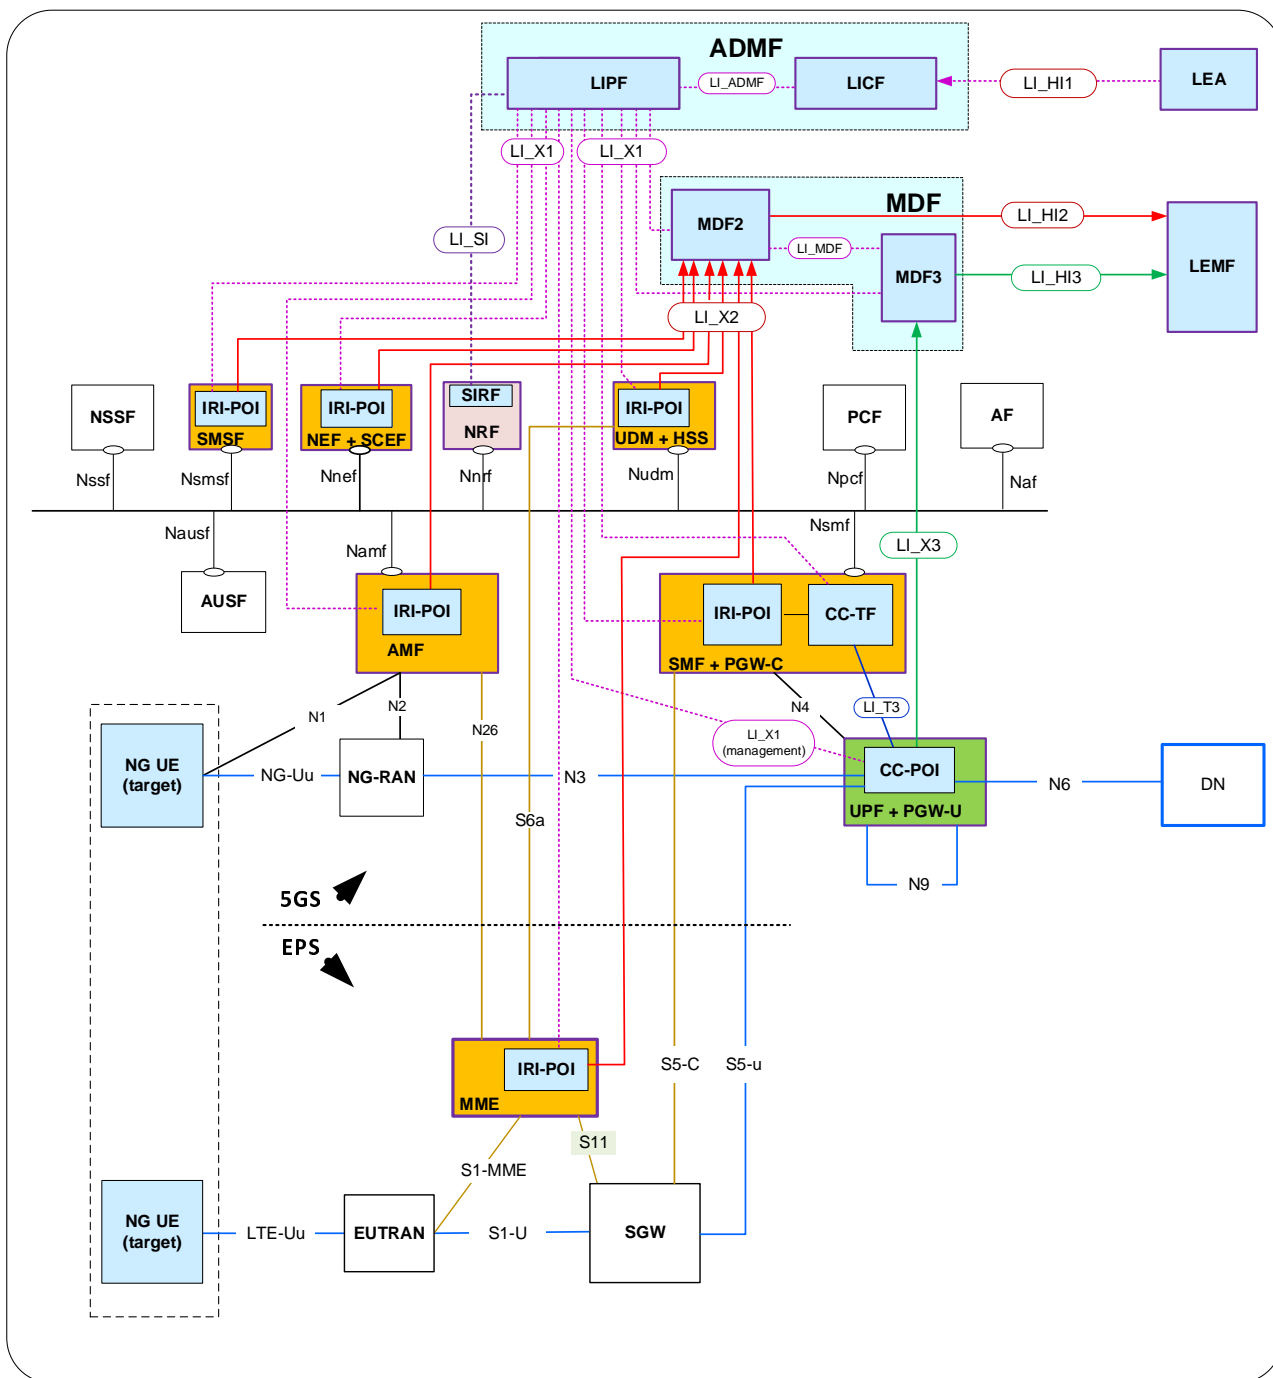 ADMF
LIPF
LI_ADMF
LICF
LI_HI1
LEA
LI_X1
LI_X1
MDF
MDF2
LI_HI2
LI_SI
LI_MDF
MDF3
LEMF
LI_HI3
LI_X2
NSSF
IRI-POI
SMSF
IRI-POI
NEF + SCEF
SIRF
NRF
IRI-POI
UDM + HSS
PCF
AF
Nssf
Nsmsf
Nnef
Nnrf
Nudm
Npcf
Naf
Nausf
Namf
Nsmf
LI_X3
AUSF
IRI-POI
AMF
IRI-POI
CC-TF
SMF + PGW-C
N1
N2
N26
N4
LI_T3
LI_X1
(management)
NG UE
(target)
NG-Uu
NG-RAN
N3
CC-POI
UPF + PGW-U
N6
DN
S6a
N9
5GS
EPS
IRI-POI
MME
S5-C
S5-u
S11
S1-MME
NG UE
(target)
LTE-Uu
EUTRAN
S1-U
SGW